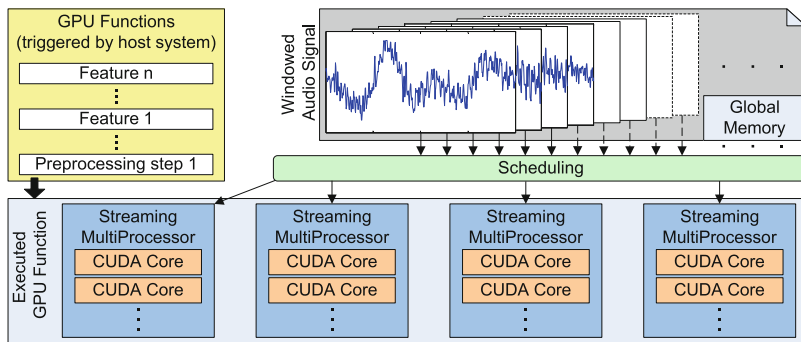 GPU Functions
(triggered by host system)
Feature n
Feature 1
Preprocessing step 1
Windowed
Audio Signal
Global
Memory
Scheduling
Executed
GPU Function
Streaming
MultiProcessor
CUDA Core
CUDA Core
Streaming
MultiProcessor
CUDA Core
CUDA Core
Streaming
MultiProcessor
CUDA Core
CUDA Core
Streaming
MultiProcessor
CUDA Core
CUDA Core